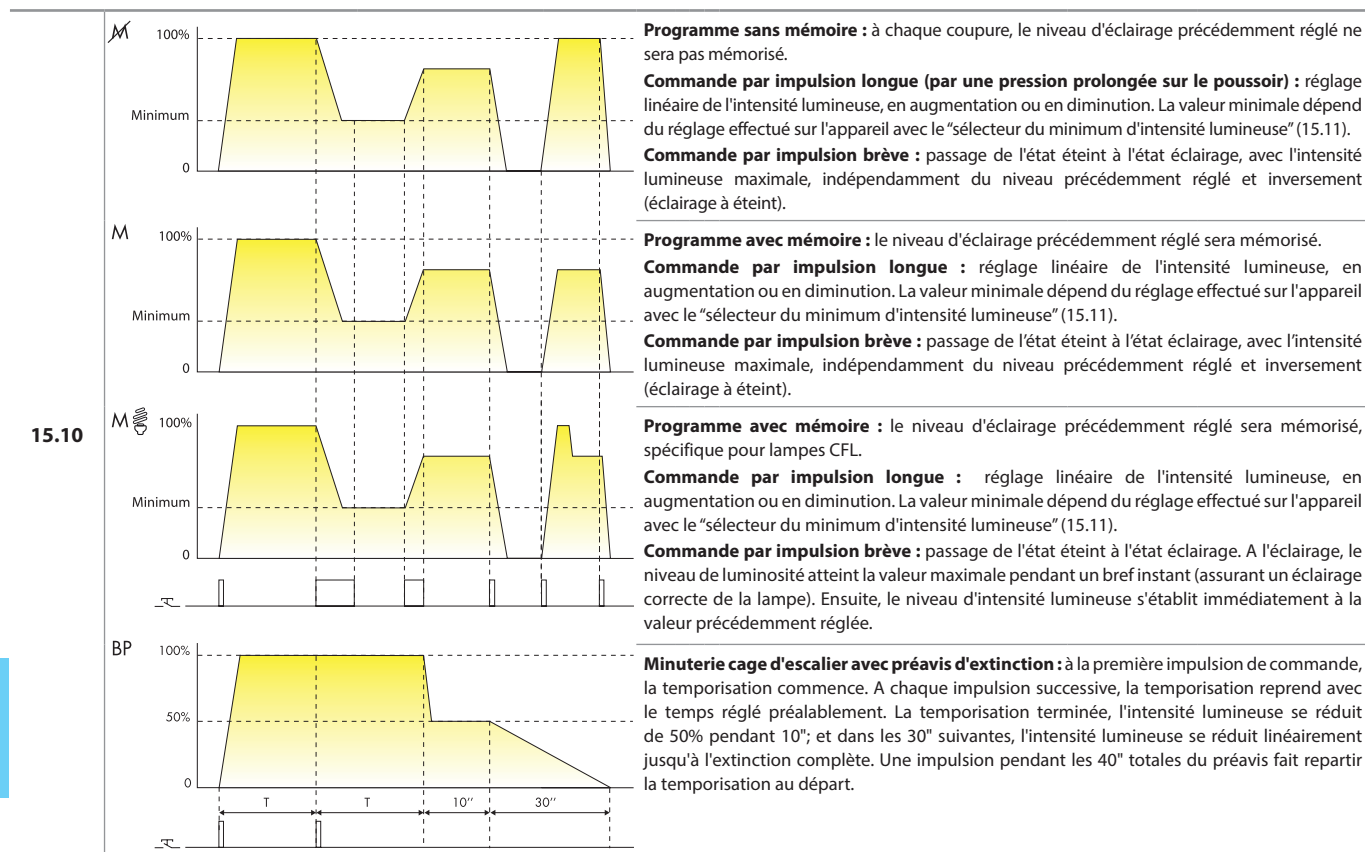 M
100%
Minimum
0
Programme sans mémoire : à chaque coupure, le niveau d'éclairage précédemment réglé ne
sera pas mémorisé.
Commande par impulsion longue (par une pression prolongée sur le poussoir) : réglage
linéaire de l'intensité lumineuse, en augmentation ou en diminution. La valeur minimale dépend
du réglage effectué sur l'appareil avec le "sélecteur du minimum d'intensité lumineuse" (15.11).
Commande par impulsion brève : passage de l'état éteint à l'état éclairage, avec l'intensité
lumineuse maximale, indépendamment du niveau précédemment réglé et inversement
(éclairage à éteint).
M
100%
Minimum
0
Programme avec mémoire : le niveau d'éclairage précédemment réglé sera mémorisé.
Commande par impulsion longue : réglage linéaire de l'intensité lumineuse, en
augmentation ou en diminution. La valeur minimale dépend du réglage effectué sur l'appareil
avec le "sélecteur du minimum d'intensité lumineuse" (15.11).
Commande par impulsion brève : passage de l'état éteint à l'état éclairage, avec l'intensité
lumineuse maximale, indépendamment du niveau précédemment réglé et inversement
(éclairage à éteint).
15.10
M
100%
Minimum
0
Programme avec mémoire : le niveau d'éclairage précédemment réglé sera mémorisé,
spécifique pour lampes CFL.
Commande par impulsion longue : réglage linéaire de l'intensité lumineuse, en
augmentation ou en diminution. La valeur minimale dépend du réglage effectué sur l'appareil
avec le "sélecteur du minimum d'intensité lumineuse" (15.11).
Commande par impulsion brève : passage de l'état éteint à l'état éclairage. A l'éclairage, le
niveau de luminosité atteint la valeur maximale pendant un bref instant (assurant un éclairage
correcte de la lampe). Ensuite, le niveau d'intensité lumineuse s'établit immédiatement à la
valeur précédemment réglée.
BP
100%
50%
0
T T 10'' 30''
Minuterie cage d'escalier avec préavis d'extinction : à la première impulsion de commande,
la temporisation commence. A chaque impulsion successive, la temporisation reprend avec
le temps réglé préalablement. La temporisation terminée, l'intensité lumineuse se réduit
de 50% pendant 10"; et dans les 30" suivantes, l'intensité lumineuse se réduit linéairement
jusqu'à l'extinction complète. Une impulsion pendant les 40" totales du préavis fait repartir
la temporisation au départ.